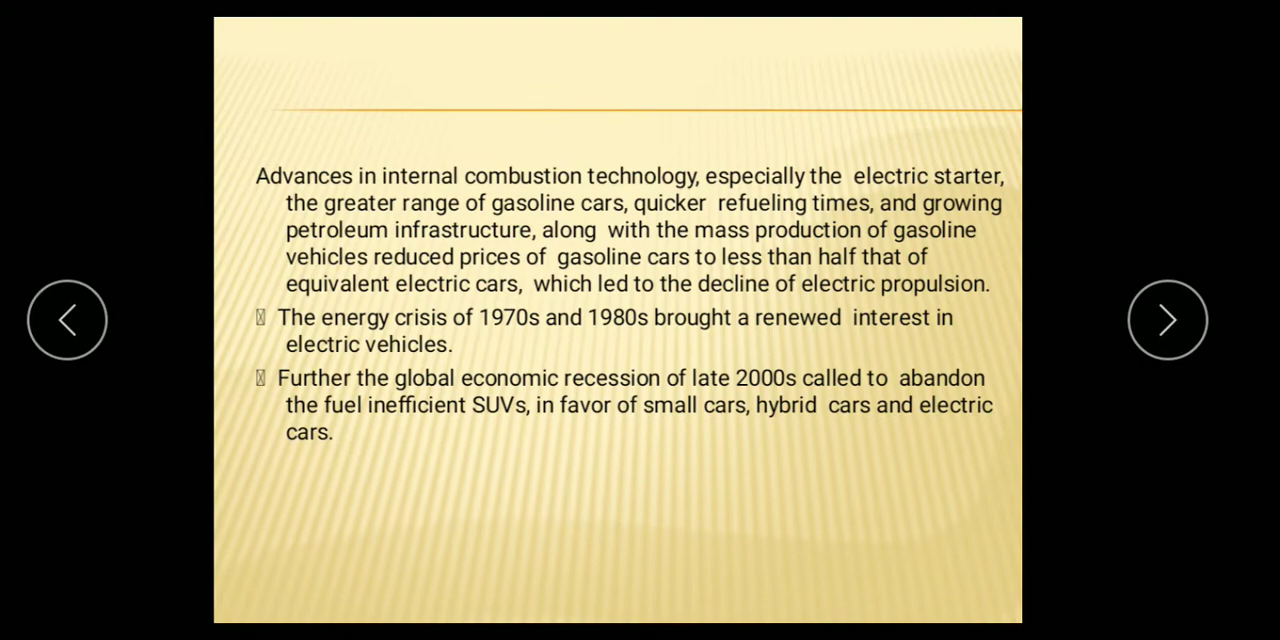 Advances in internal combustion technology, especially the  electric starter,
the greater range of gasoline cars, quicker  refueling times, and growing
petroleum infrastructure, along  with the mass production of gasoline
vehicles reduced prices of  gasoline cars to less than half that of
equivalent electric cars,  which led to the decline of electric propulsion.
 The energy crisis of 1970s and 1980s brought a renewed  interest in
electric vehicles.
 Further the global economic recession of late 2000s called to  abandon
the fuel inefficient SUVs, in favor of small cars, hybrid  cars and electric
cars.